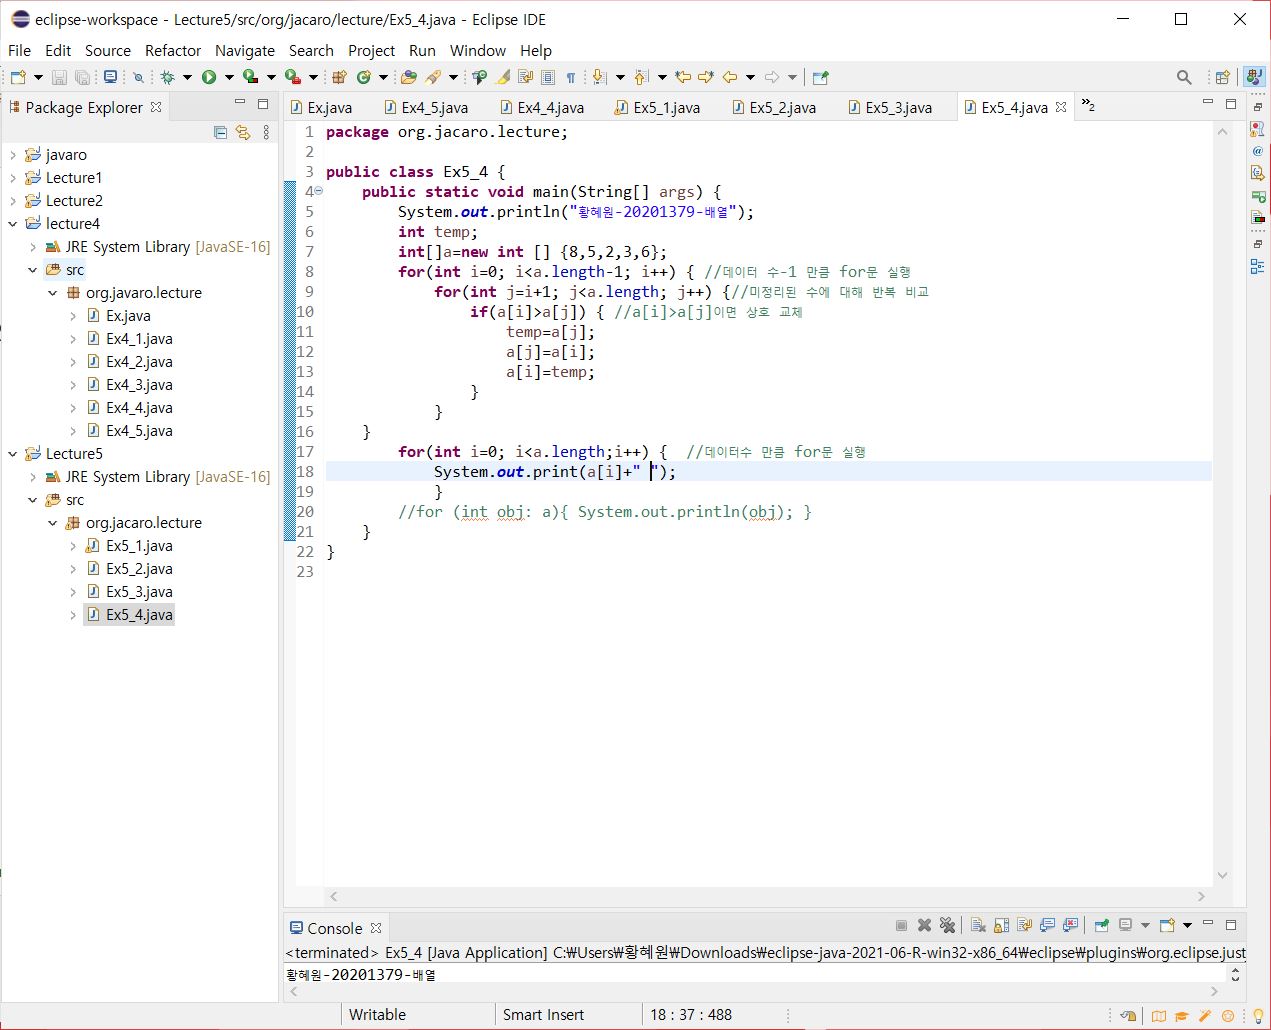 eclipse-workspace - Lecture5/src/org/jacaro/lecture/Ex5_4.java - Eclipse IDE
File Edit Source Refactor Navigate Search Project Run Window Help
Package Explorer
javaro
Lecture1
Lecture2
lecture4
JRE System Library [JavaSE-16]
src
org.javaro.lecture
Ex.java
Ex4_1.java
Ex4_2.java
Ex4_3.java
Ex4_4.java
Ex4_5.java
Lecture5
JRE System Library [JavaSE-16]
src
org.jacaro.lecture
Ex5_1.java
Ex5_2.java
Ex5_3.java
Ex5_4.java
Ex.java Ex4_5.java Ex4_4.java Ex5_1.java Ex5_2.java Ex5_3.java Ex5_4.java »2
1 package org.jacaro.lecture;
2
3 public class Ex5_4 {
4 public static void main(String[] args) {
5 System.out.println("황혜원-20201379-배열");
6 int temp;
7 int[]a=new int [] {8,5,2,3,6};
8 for(int i=0; i<a.length-1; i++) { //데이터 수-1 만큼 for문 실행
9 for(int j=i+1; j<a.length; j++) {//미정리된 수에 대해 반복 비교
10 if(a[i]>a[j]) { //a[i]>a[j]이면 상호 교체
11 temp=a[j];
12 a[j]=a[i];
13 a[i]=temp;
14 }
15 }
16 }
17 for(int i=0; i<a.length;i++) { //데이터수 만큼 for문 실행
18 System.out.print(a[i]+" ");
19 }
20 //for (int obj: a){ System.out.println(obj); }
21 }
22 }
23
Console
<terminated> Ex5_4 [Java Application] C:₩Users₩황혜원₩Downloads₩eclipse-java-2021-06-R-win32-x86_64₩eclipse₩plugins₩org.eclipse.just
황혜원-20201379-배열
Writable Smart Insert 18 : 37 : 488